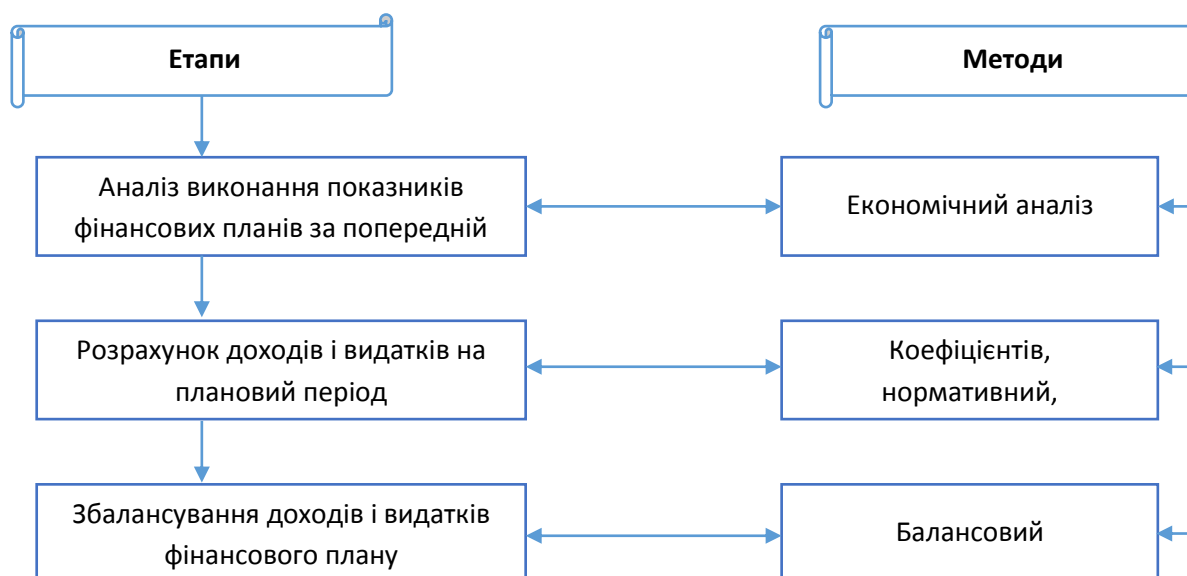 Етапи
Методи
Аналіз виконання показників
фінансових планів за попередній
Економічний аналіз
Розрахунок доходів і видатків на
плановий період
Коефіцієнтів,
нормативний,
Збалансування доходів і видатків
фінансового плану
Балансовий